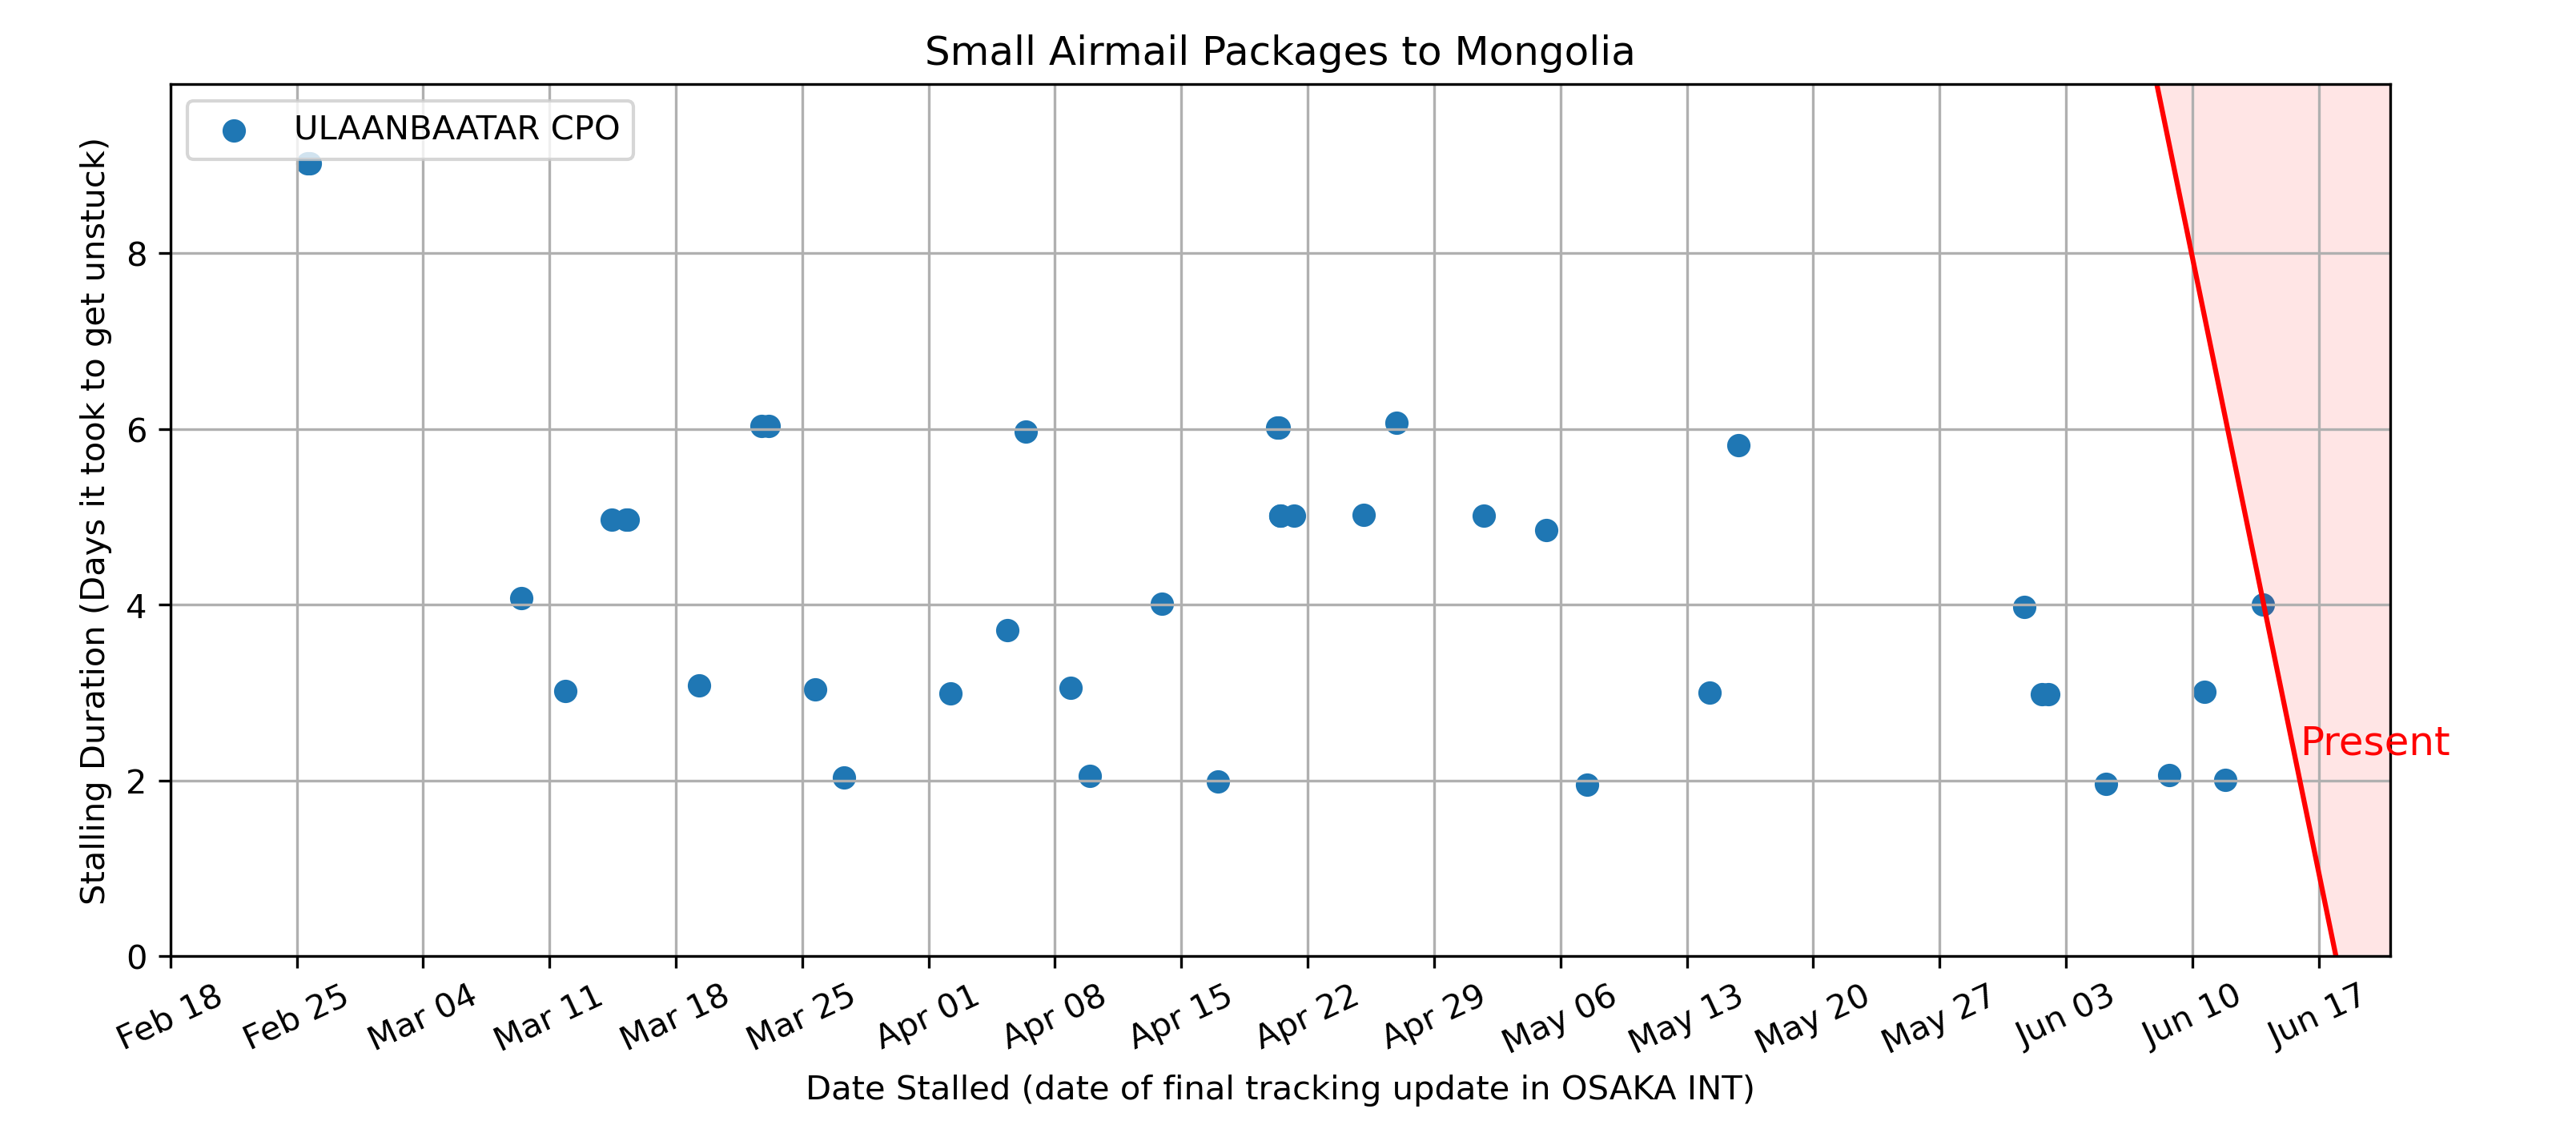 Small Airmail Packages to Mongolia
ULAANBAATAR CPO
Stalling Duration (Days it took to get unstuck)
8
6
4
2
0
Present
Feb 18
Feb 25
Mar 04
Mar 11
Mar 18
Mar 25
Apr 01
Apr 08
Apr 15
Apr 22
Apr 29
May 06
May 13
May 20
May 27
Jun 03
Jun 10
Jun 17
Date Stalled (date of final tracking update in OSAKA INT)